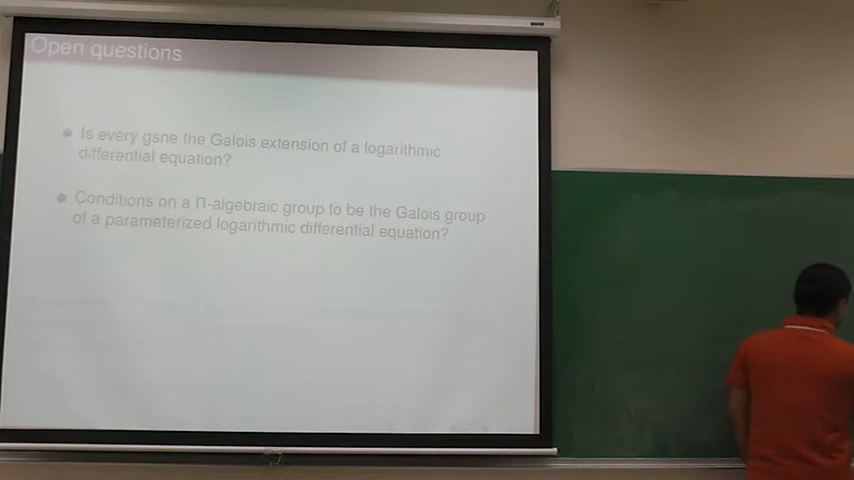 Open questions
Is every gsne the Galois extension of a logarithmic
differential equation?
Conditions on a Π-algebraic group to be the Galois group
of a parameterized logarithmic differential equation?